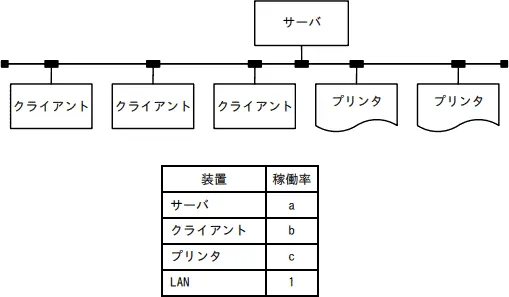 サーバ
クライアント クライアント クライアント プリンタ プリンタ
装置 稼働率
サーバ a
クライアント b
プリンタ c
LAN 1